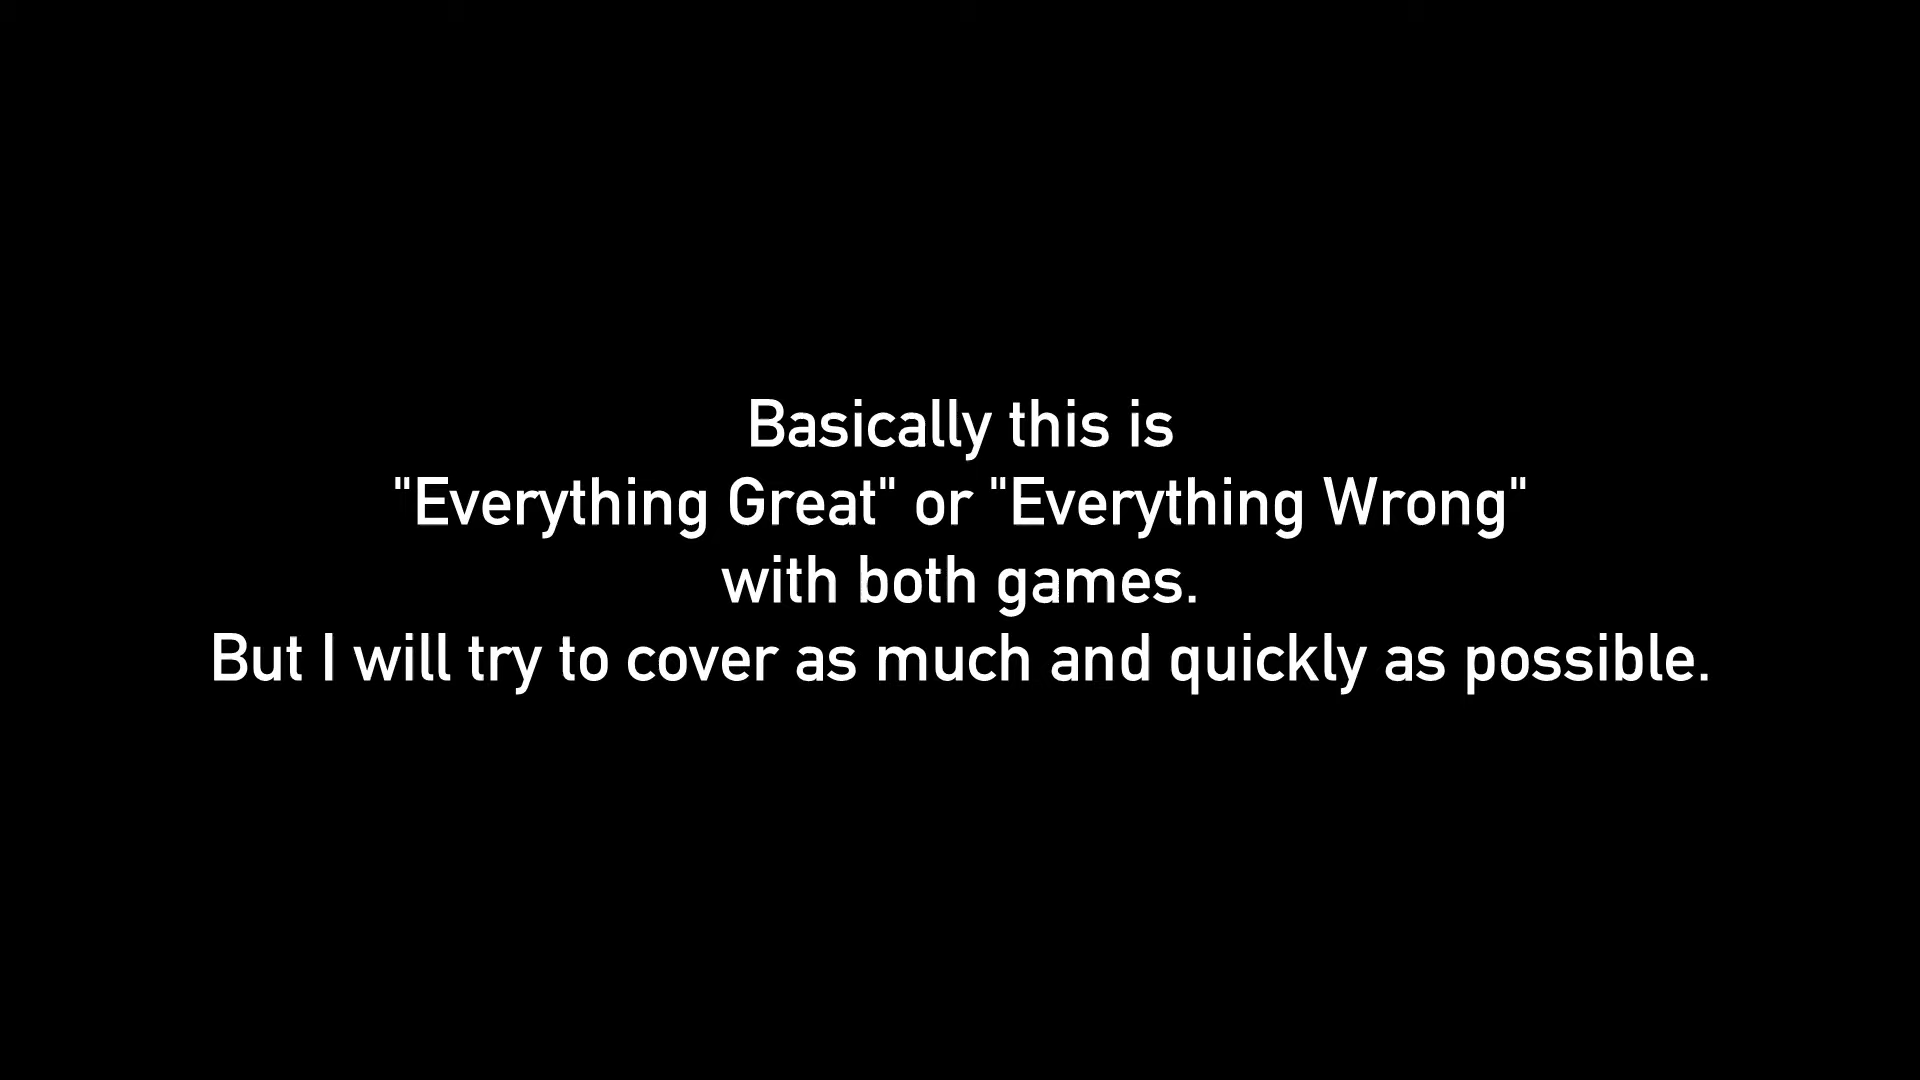 Basically this is
"Everything Great" or "Everything Wrong"
with both games.
But I will try to cover as much and quickly as possible.